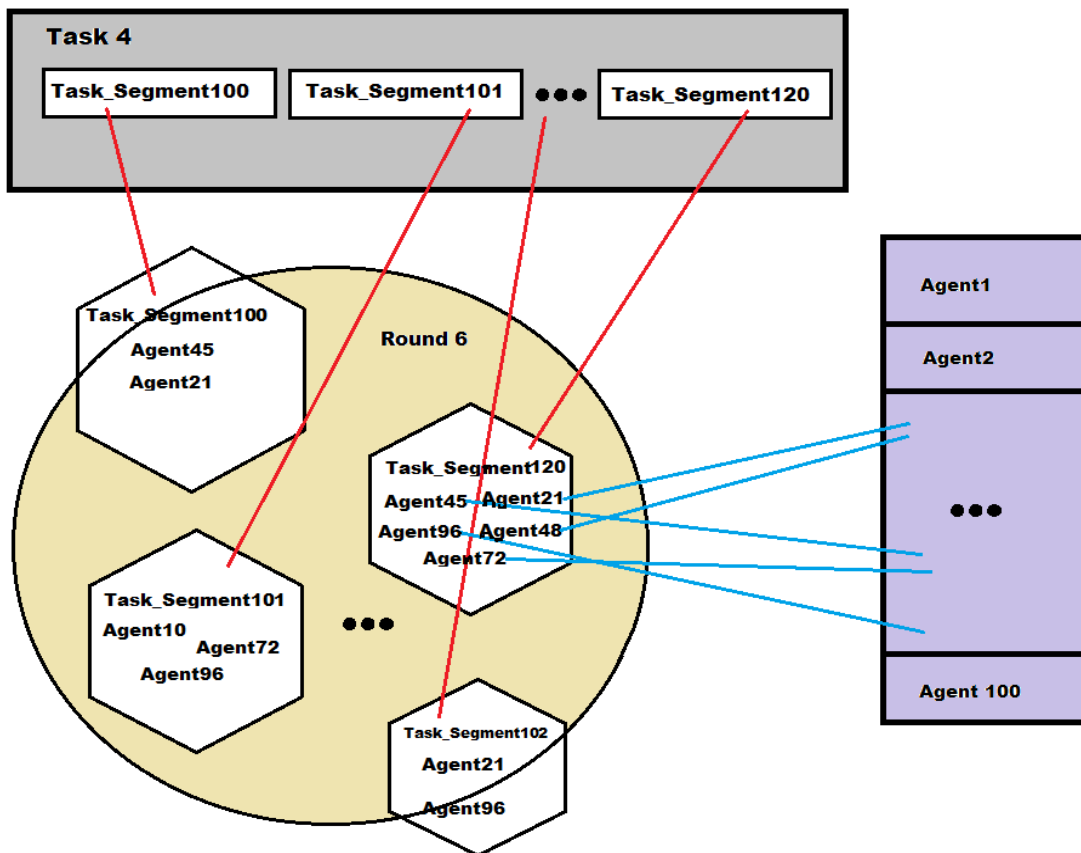 Task 4
Task_Segment100
Task_Segment101
Task_Segment120
Task_Segment100
Agent45
Agent21
Round 6
Task_Segment120
Agent45
Agent21
Agent96
Agent48
Agent72
Task_Segment101
Agent10
Agent72
Agent96
Task_Segment102
Agent21
Agent96
Agent1
Agent2
Agent 100